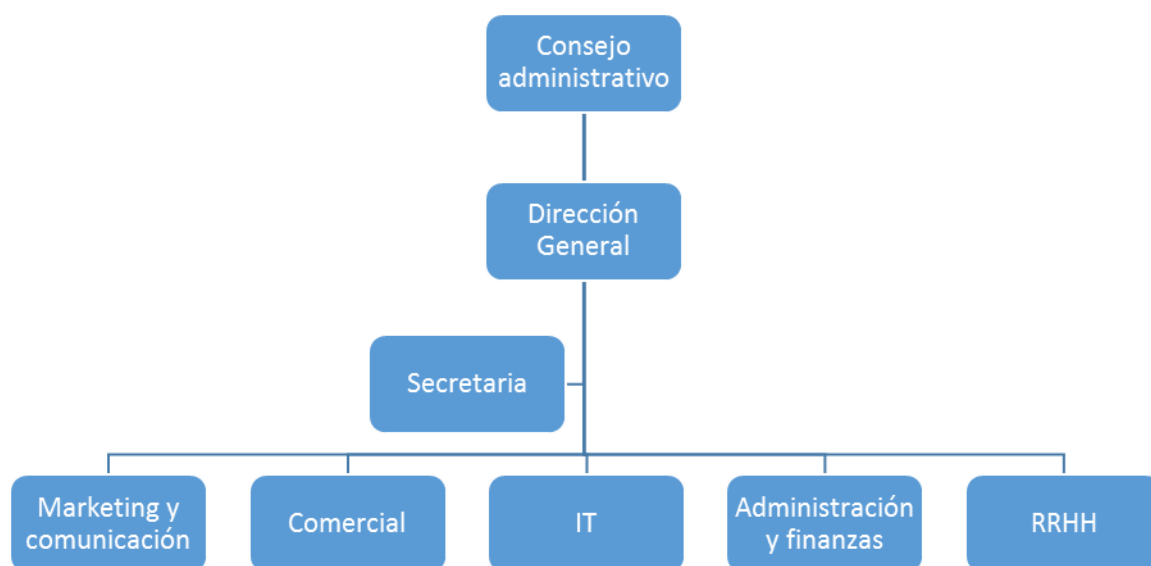 Consejo
administrativo
Dirección
General
Secretaria
Marketing y
comunicación
Comercial
IT
Administración
y finanzas
RRHH